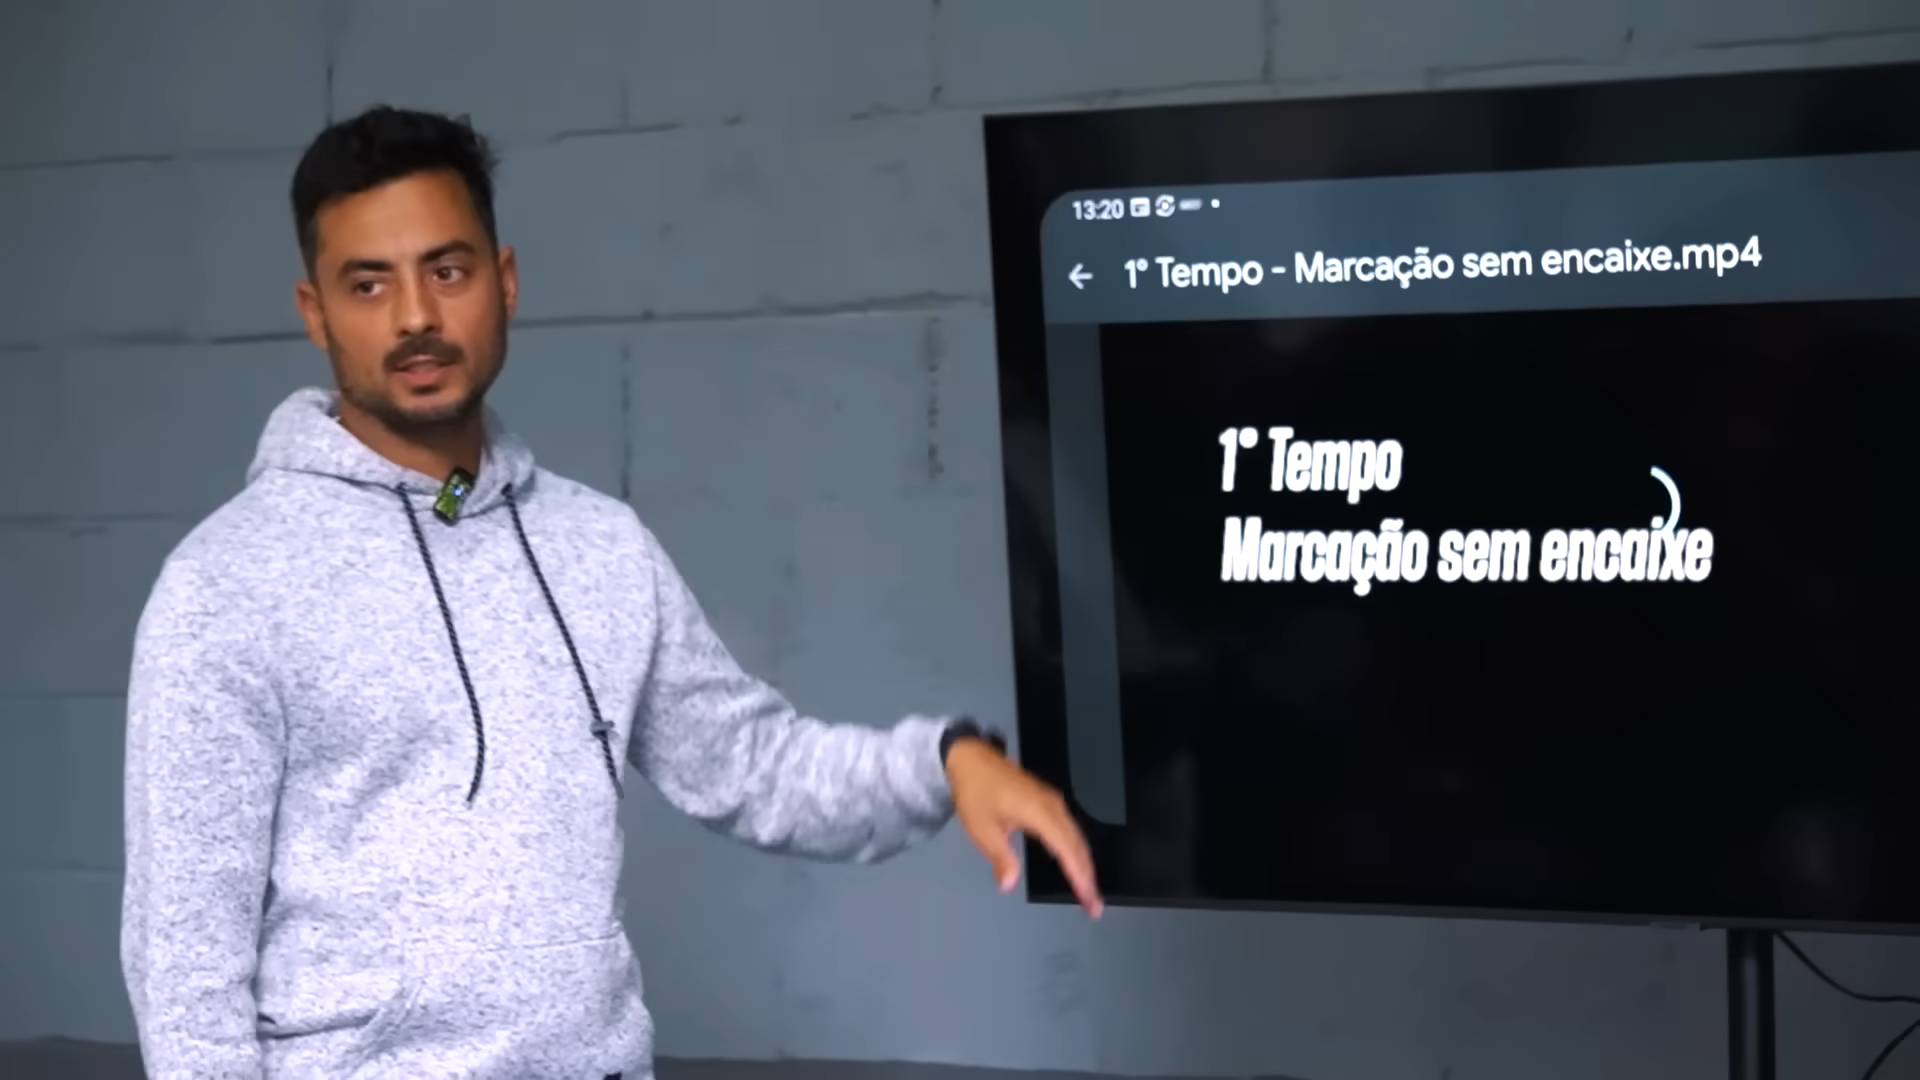 13:20
1° Tempo - Marcação sem encaixe.mp4
1° Tempo
Marcação sem encaixe